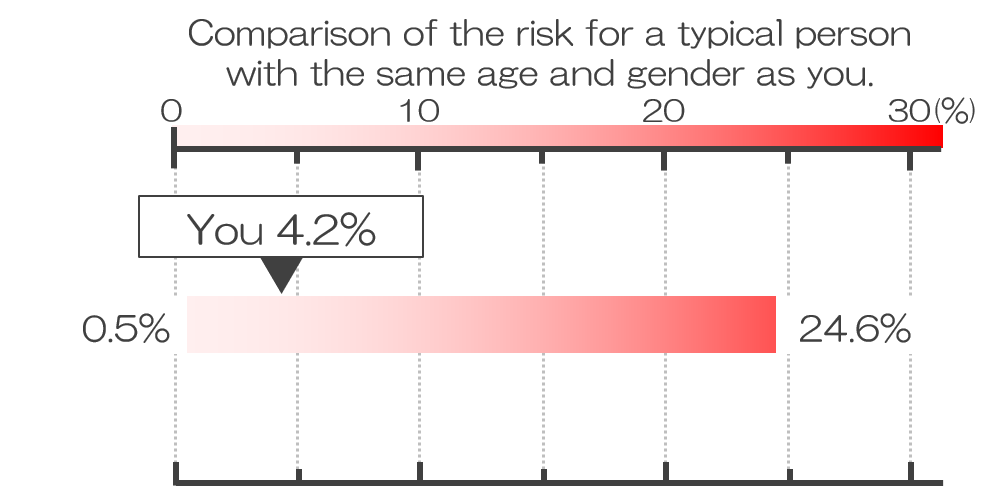 Comparison of the risk for a typical person
with the same age and gender as you.
0 10 20 30(%)
You 4.2%
0.5% 24.6%